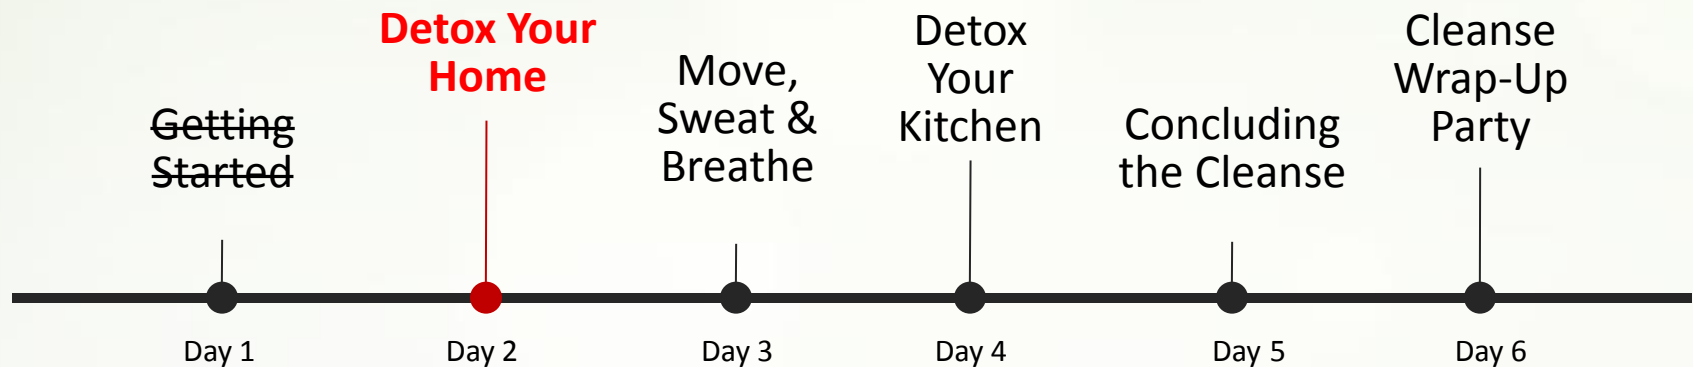 Getting
Started
Detox Your
Home
Move,
Sweat &
Breathe
Detox
Your
Kitchen
Concluding
the Cleanse
Cleanse
Wrap-Up
Party
Day 1
Day 2
Day 3
Day 4
Day 5
Day 6